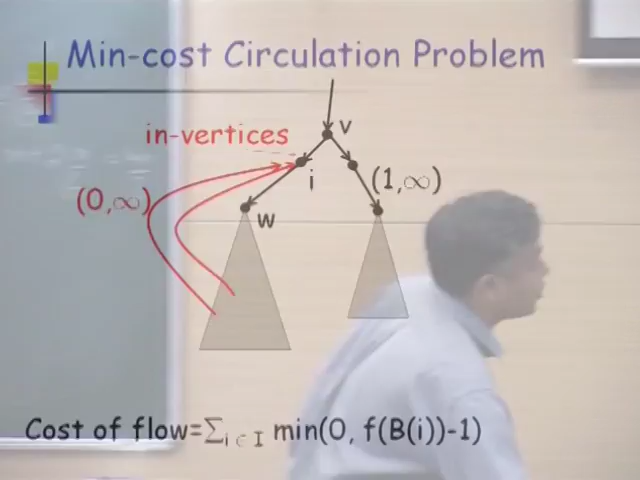 Min-cost Circulation Problem
v
in-vertices
i
(1,∞)
(0,∞)
w
Cost of flow=∑i∈I min(0, f(B(i))-1)